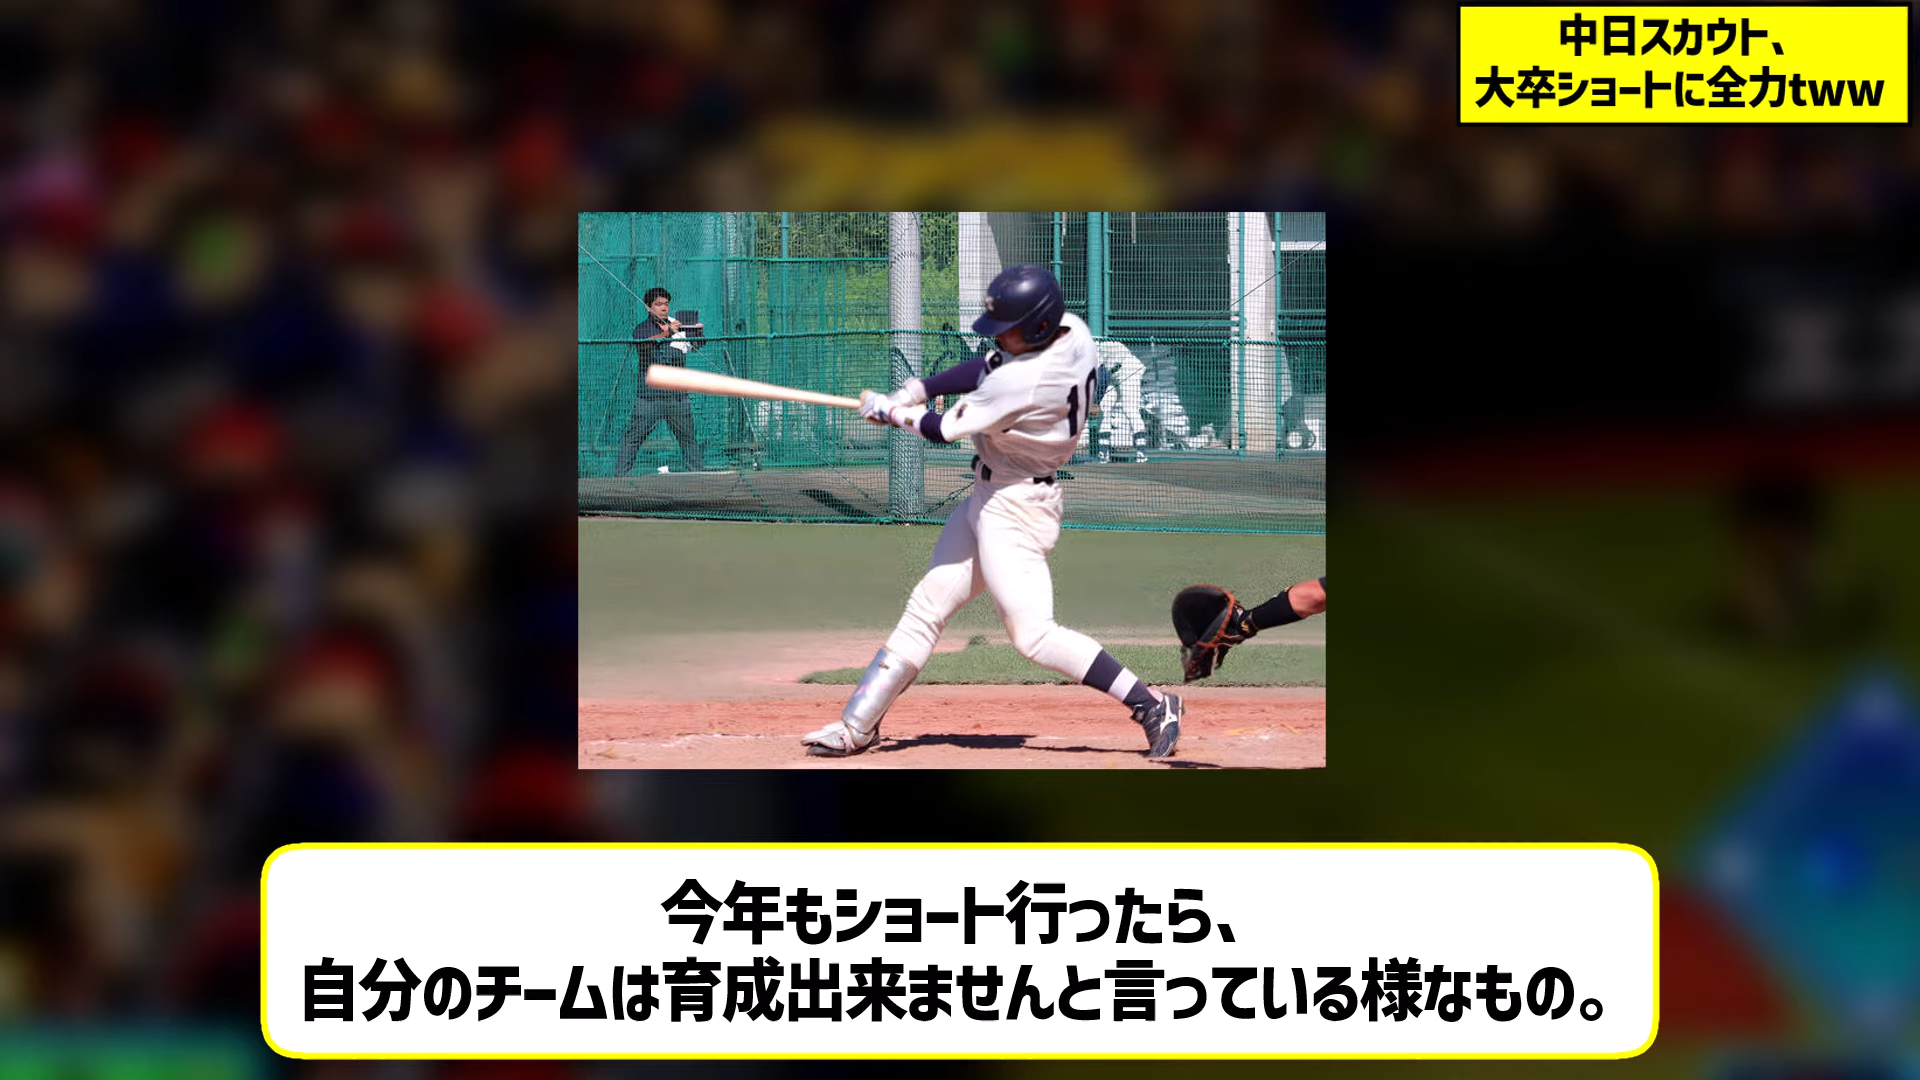 中日スカウト、
大卒ショートに全力tww
10
今年もショート行ったら、
自分のチームは育成出来ませんと言っている様なもの。